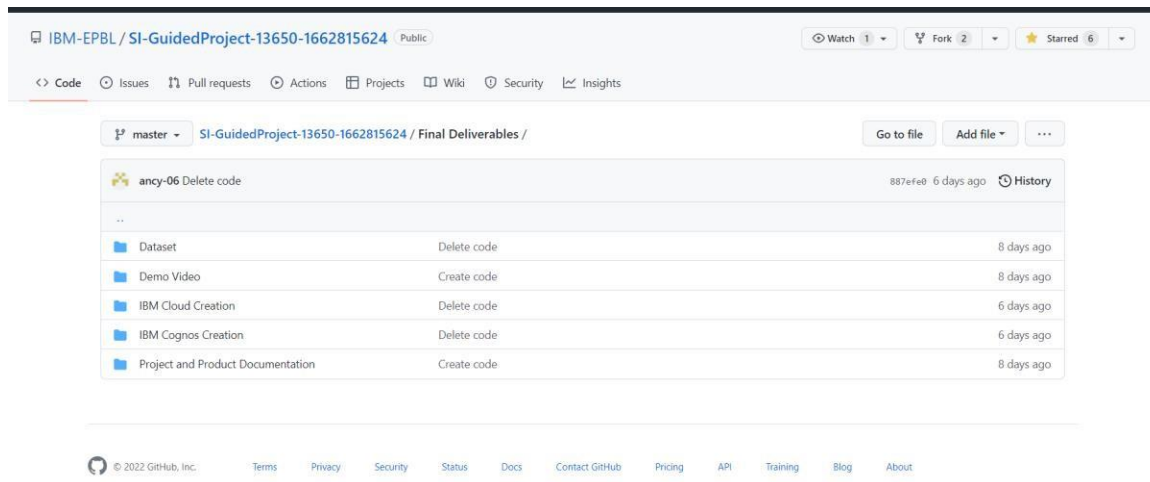 IBM-EPBL / SI-GuidedProject-13650-1662815624 Public Watch 1 Fork 2 Starred 6
<> Code Issues Pull requests Actions Projects Wiki Security Insights
master SI-GuidedProject-13650-1662815624 / Final Deliverables / Go to file Add file ...
ancy-06 Delete code 887efe0 6 days ago History
..
Dataset Delete code 8 days ago
Demo Video Create code 8 days ago
IBM Cloud Creation Delete code 6 days ago
IBM Cognos Creation Delete code 6 days ago
Project and Product Documentation Create code 8 days ago
© 2022 GitHub, Inc. Terms Privacy Security Status Docs Contact GitHub Pricing API Training Blog About